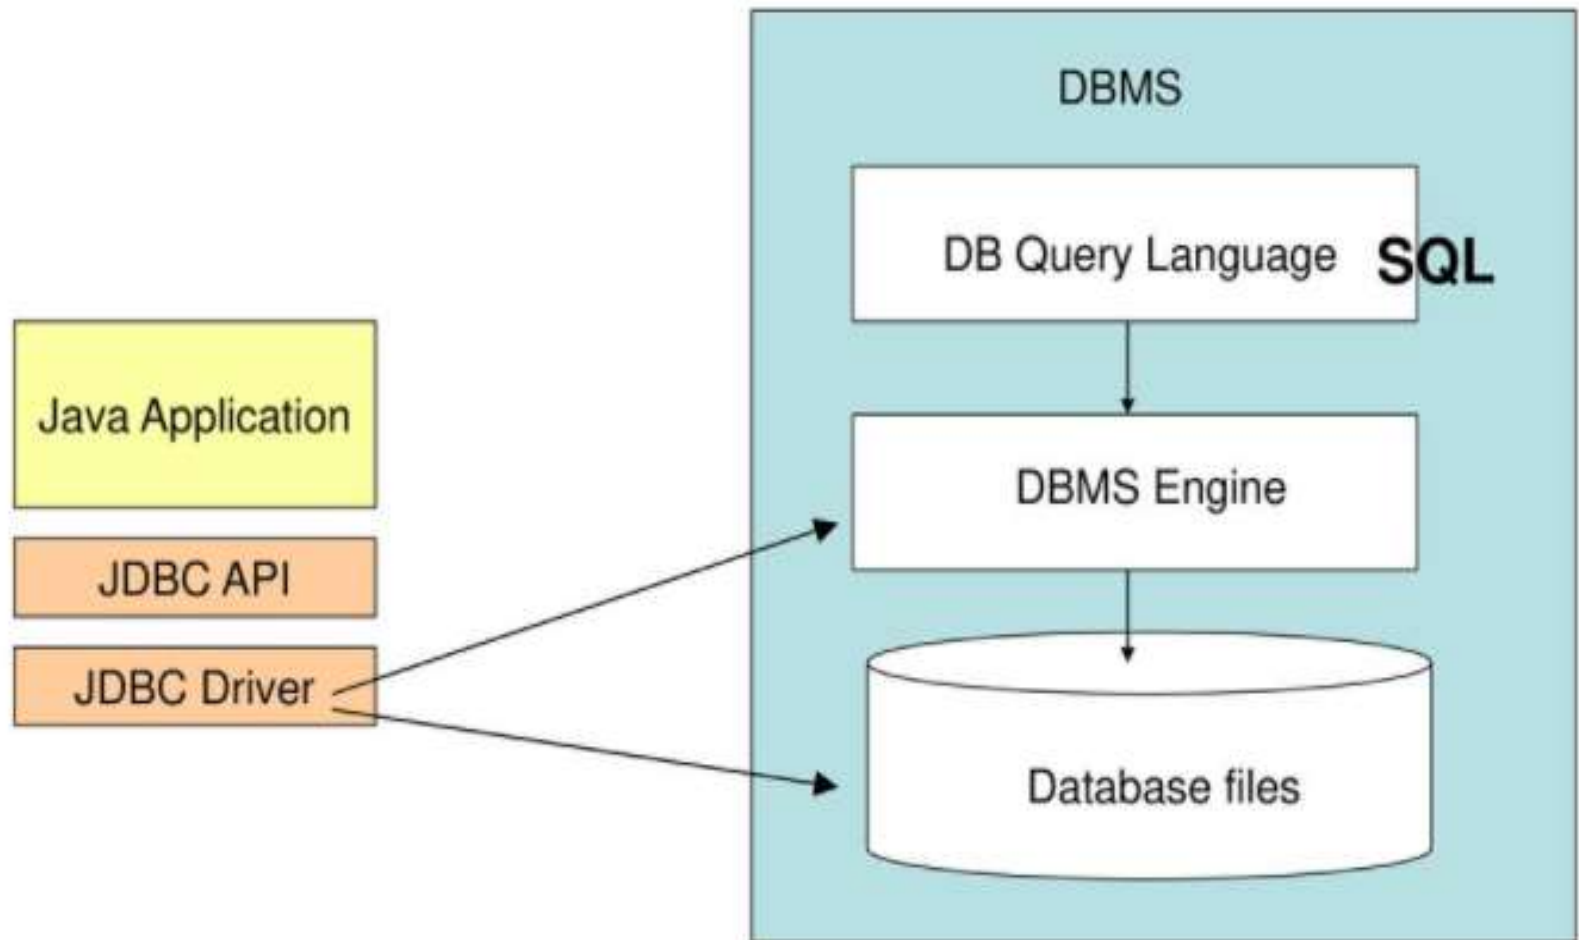 DBMS
DB Query Language SQL
Java Application
DBMS Engine
JDBC API
JDBC Driver
Database files